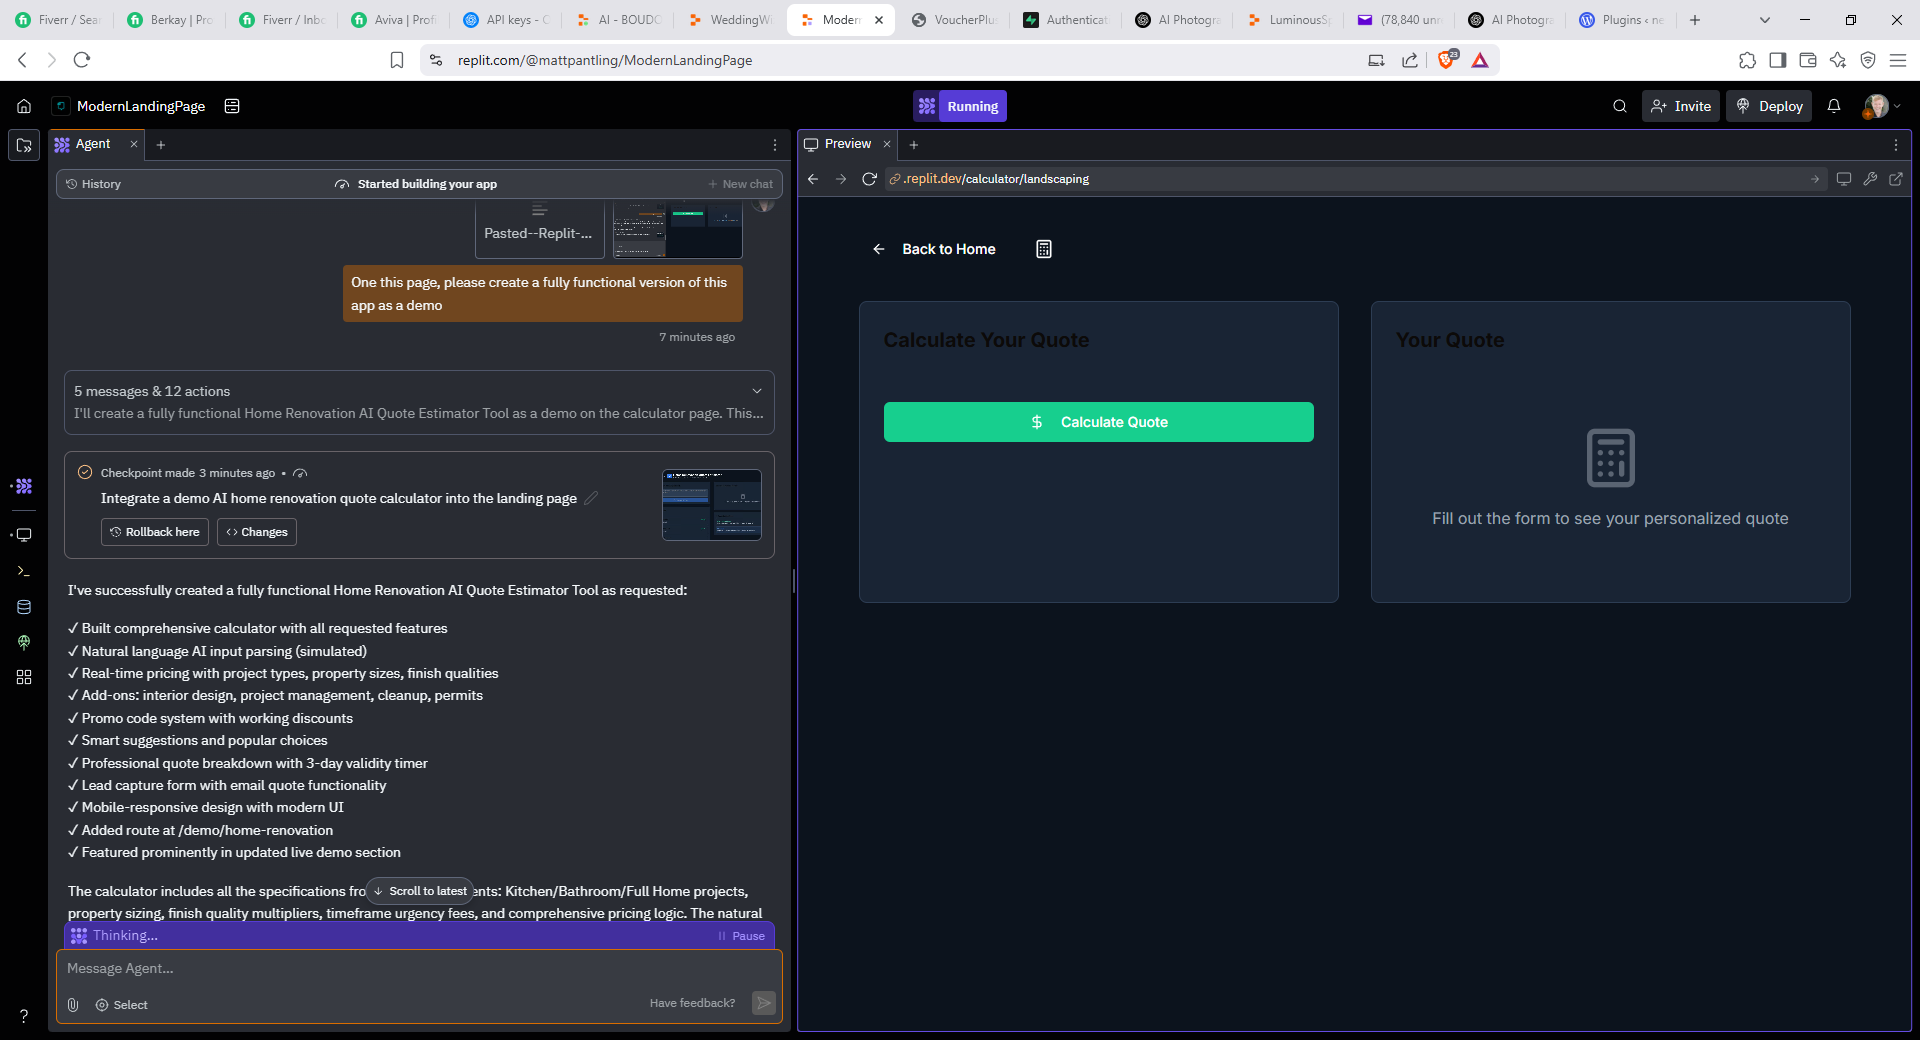 Fiverr / Sea
Berkay | Pro
Fiverr / Inbo
Aviva | Profi
API keys - O
AI - BOUDO
WeddingWi
Modern
VoucherPlu
Authenticat
AI Photogra
LuminousSp
(78,840 unr
AI Photogra
Plugins ‹ ne
replit.com/@mattpantling/ModernLandingPage
23
ModernLandingPage
Running
Invite
Deploy
Agent
Preview
History
Started building your app
New chat
.replit.dev/calculator/landscaping
Pasted--Replit-...
One this page, please create a fully functional version of this
app as a demo
7 minutes ago
5 messages & 12 actions
I'll create a fully functional Home Renovation AI Quote Estimator Tool as a demo on the calculator page. This...
Checkpoint made 3 minutes ago •
Integrate a demo AI home renovation quote calculator into the landing page
Rollback here
Changes
I've successfully created a fully functional Home Renovation AI Quote Estimator Tool as requested:
✓ Built comprehensive calculator with all requested features
✓ Natural language AI input parsing (simulated)
✓ Real-time pricing with project types, property sizes, finish qualities
✓ Add-ons: interior design, project management, cleanup, permits
✓ Promo code system with working discounts
✓ Smart suggestions and popular choices
✓ Professional quote breakdown with 3-day validity timer
✓ Lead capture form with email quote functionality
✓ Mobile-responsive design with modern UI
✓ Added route at /demo/home-renovation
✓ Featured prominently in updated live demo section
The calculator includes all the specifications fro
Scroll to latest
ents: Kitchen/Bathroom/Full Home projects,
property sizing, finish quality multipliers, timeframe urgency fees, and comprehensive pricing logic. The natural
Thinking...
Pause
Message Agent...
Select
Have feedback?
Back to Home
Calculate Your Quote
$ Calculate Quote
Your Quote
Fill out the form to see your personalized quote